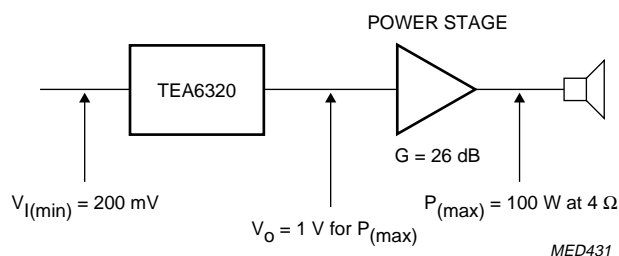 POWER STAGE
TEA6320
G = 26 dB
V_I(min) = 200 mV
P_(max) = 100 W at 4 Ω
V_o = 1 V for P_(max)
MED431